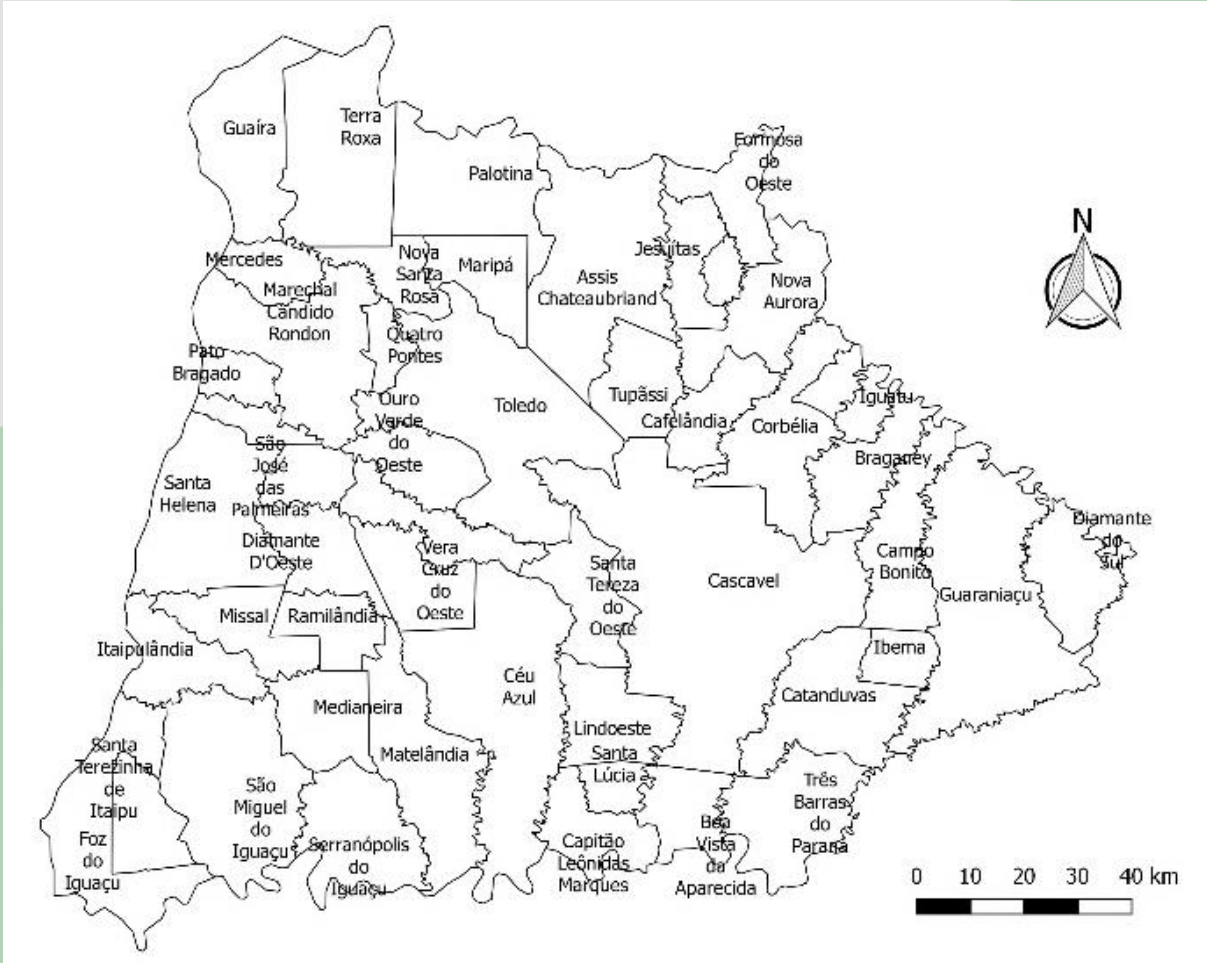 Guaíra
Terra
Roxa
Palotina
Formosa
do
Oeste
N
Mercedes
Nova
Santa
Rosa
Maripá
Jesuítas
Assis
Chateaubriand
Nova
Aurora
Marechal
Cândido
Rondon
Quatro
Pontes
Pato
Bragado
Ouro
Verde
do
Oeste
Toledo
Tupãssi
Cafelândia
Corbélia
Iguatu
Braganey
São
José
das
Palmeiras
Santa
Helena
Diamante
D'Oeste
Vera
Cruz
do
Oeste
Santa
Tereza
do
Oeste
Cascavel
Campo
Bonito
Guaraniaçu
Diamante
do
Sul
Missal
Ramilândia
Itaipulândia
Ibema
Céu
Azul
Catanduvas
Medianeira
Matelândia
Lindoeste
Santa
Lúcia
Santa
Terezinha
de
Itaipu
São
Miguel
do
Iguaçu
Três
Barras
do
Paraná
Foz
do
Iguaçu
Serranópolis
do
Iguaçu
Capitão
Leônidas
Marques
Boa
Vista
da
Aparecida
0 10 20 30 40 km